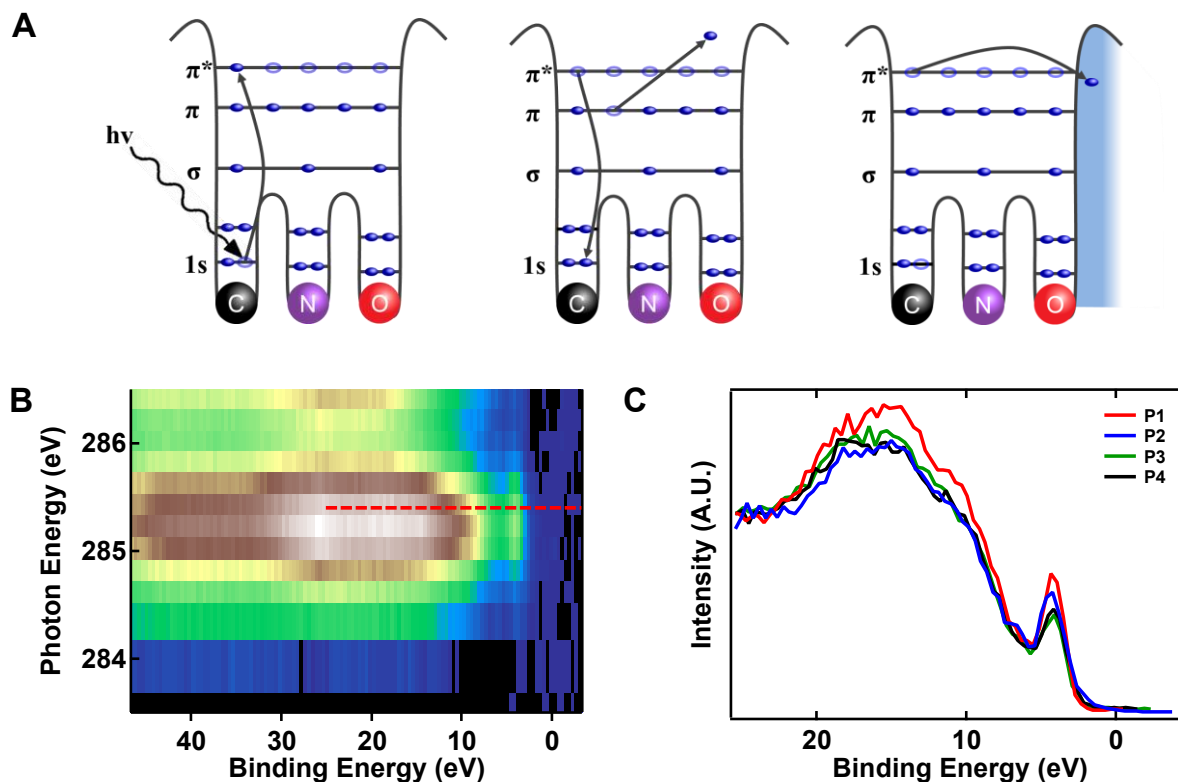 A
π*
π
σ
1s
hν
C
N
O
π*
π
σ
1s
C
N
O
π*
π
σ
1s
C
N
O
B
Photon Energy (eV)
286
285
284
40
30
20
10
0
Binding Energy (eV)
C
Intensity (A.U.)
P1
P2
P3
P4
20
10
0
Binding Energy (eV)